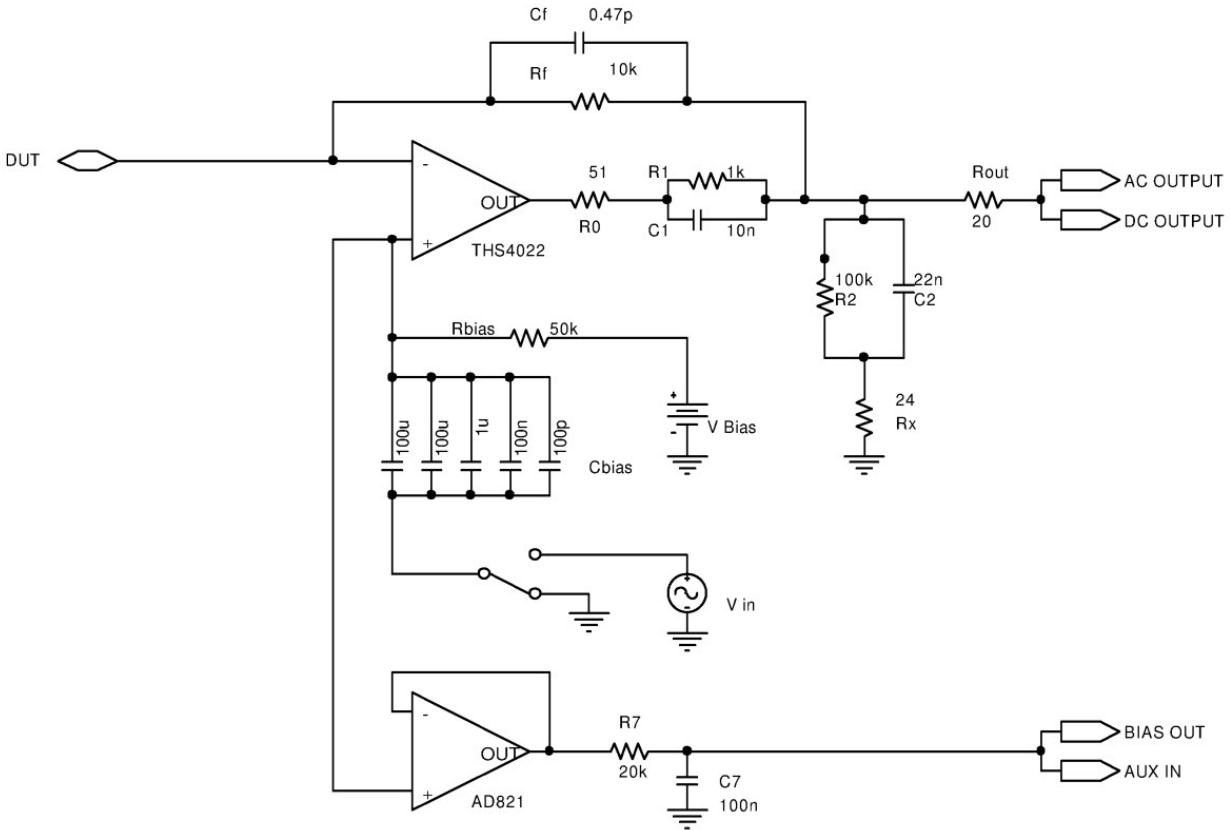 Cf 0.47p
Rf 10k
DUT
-
+
OUT
THS4022
51
R0
R1 1k
C1 10n
Rout
20
AC OUTPUT
DC OUTPUT
100k
R2
22n
C2
24
Rx
Rbias 50k
+
-
V Bias
100u
100u
1u
100n
100p
Cbias
+
-
V in
-
+
OUT
AD821
R7
20k
C7
100n
BIAS OUT
AUX IN